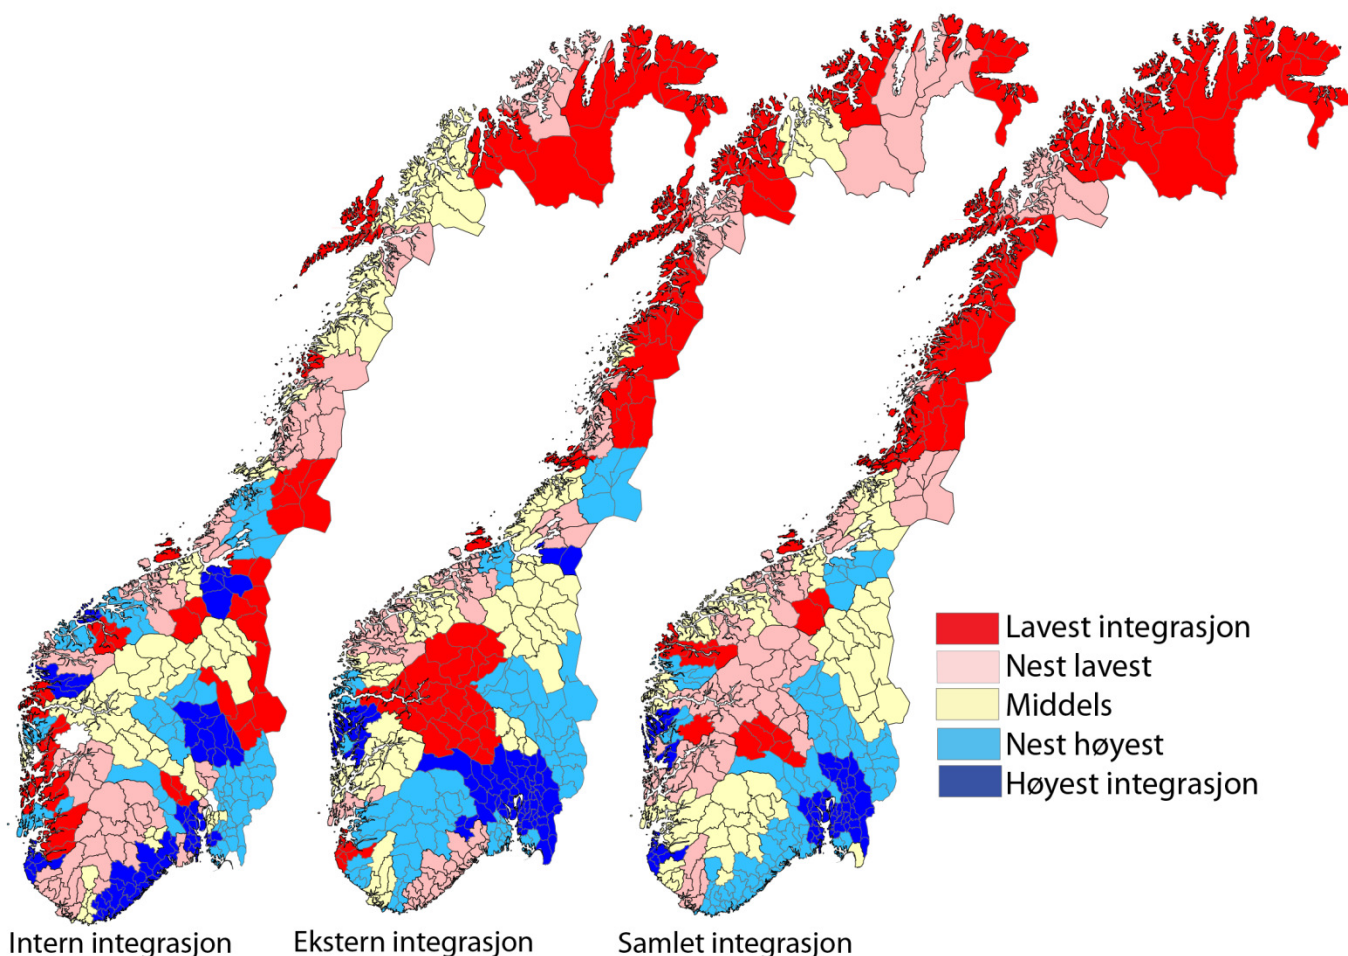 Lavest integrasjon
Nest lavest
Middels
Nest høyest
Høyest integrasjon
Intern integrasjon
Ekstern integrasjon
Samlet integrasjon